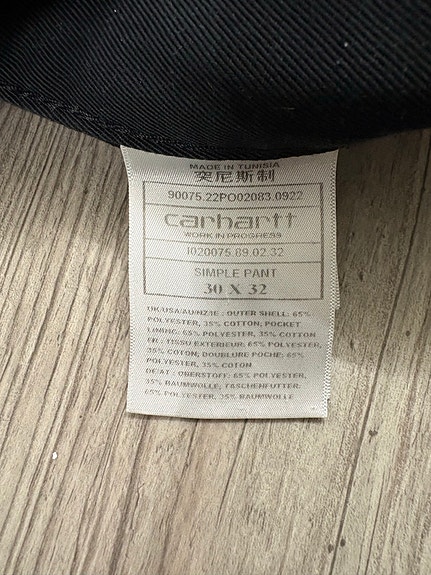 MADE IN TUNISIA
突尼斯制
90075.22PO02083.0922
carhartt
WORK IN PROGRESS
I020075.89.02.32
SIMPLE PANT
30 X 32
UK/USA/AU/NZ/IE : OUTER SHELL: 65%
POLYESTER, 35% COTTON, POCKET
LINING: 65% POLYESTER, 35% COTTON
FR : TISSU EXTERIEUR: 65% POLYESTER,
35% COTON, DOUBLURE POCHE: 65%
POLYESTER, 35% COTON
DE/AT : OBERSTOFF: 65% POLYESTER,
35% BAUMWOLLE, TASCHENFUTTER:
65% POLYESTER, 35% BAUMWOLLE